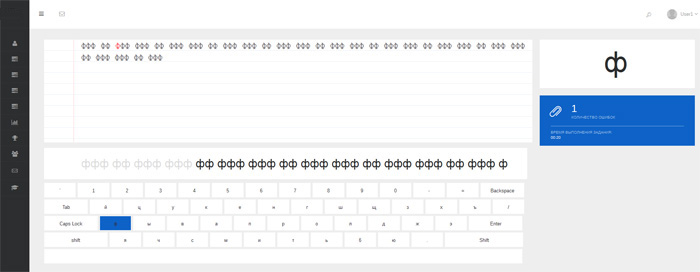 User1
ффф фф ффф ффф фф ффф ффф фф ффф фф ффф фф ффф фф ффф ффф ффф фф ффф ффф фф ффф фф ффф ффф
фф ффф ффф фф ффф
ф
1
КОЛИЧЕСТВО ОШИБОК
ВРЕМЯ ВЫПОЛНЕНИЯ ЗАДАНИЯ
00:20
ффф фф ффф ффф фф ффф ффф ффф фф ффф ффф ффф фф ффф фф ффф ф
` 1 2 3 4 5 6 7 8 9 0 - = Backspace
Tab й ц у к е н г ш щ з х ъ /
Caps Lock ф ы в а п р о л д ж э Enter
shift я ч с м и т ь б ю . Shift